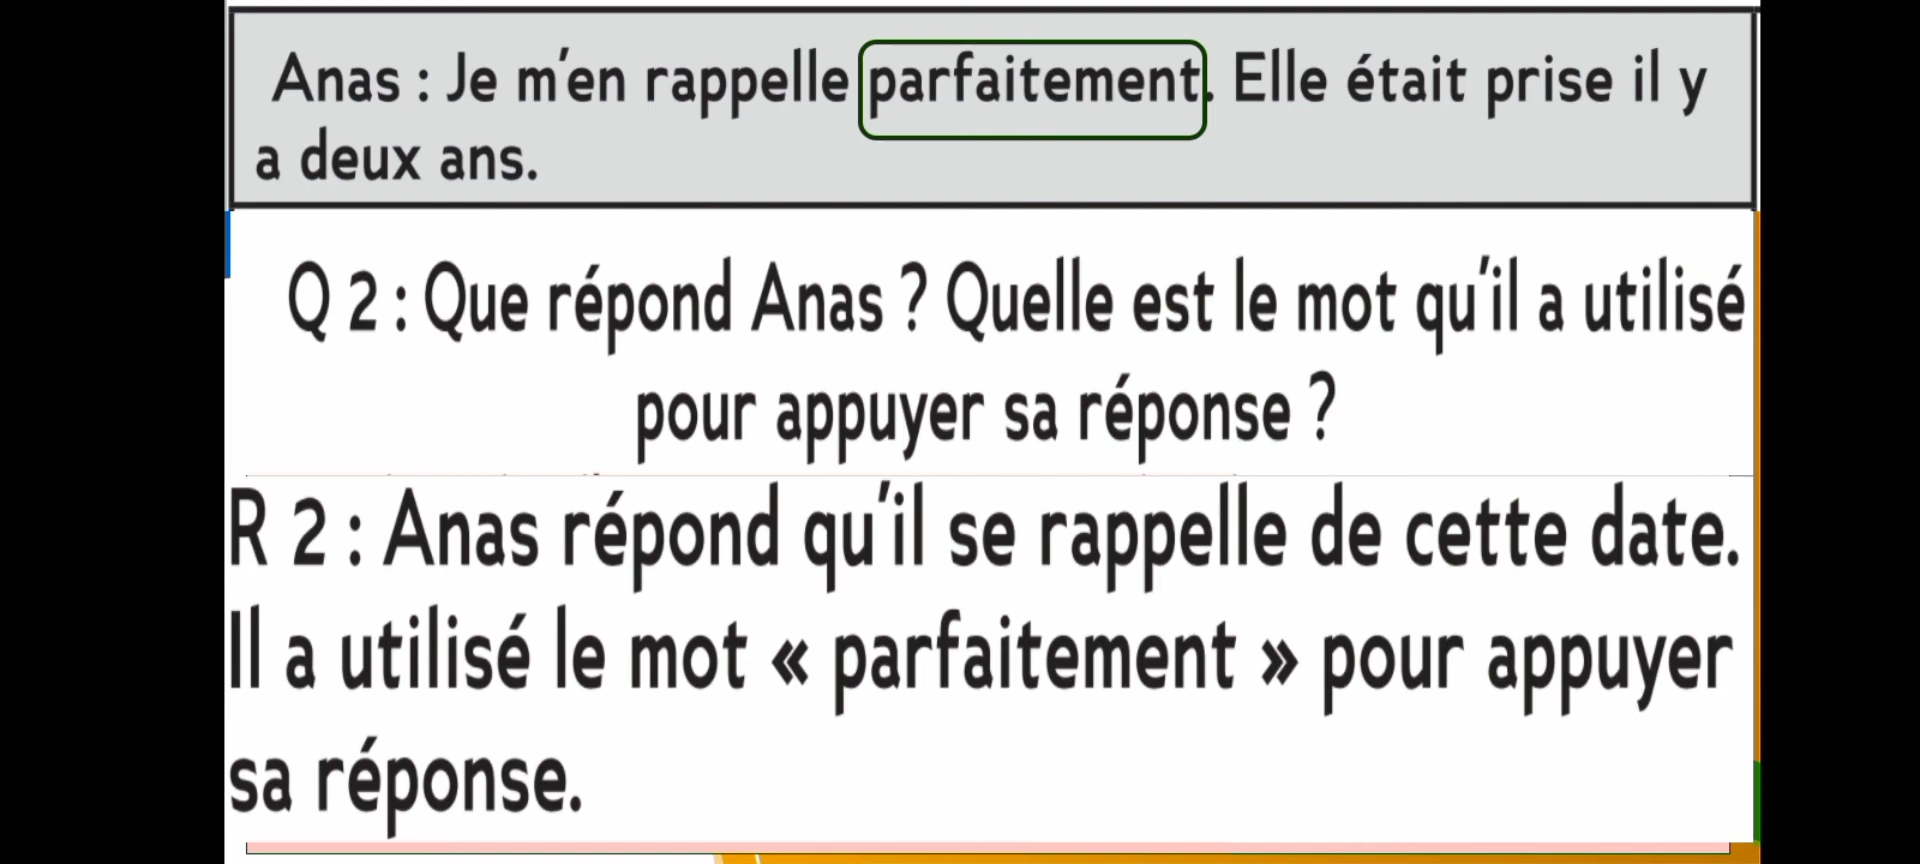 Anas : Je m'en rappelle parfaitement. Elle était prise il y
a deux ans.
Q 2 : Que répond Anas ? Quelle est le mot qu'il a utilisé
pour appuyer sa réponse ?
R 2 : Anas répond qu'il se rappelle de cette date.
Il a utilisé le mot « parfaitement » pour appuyer
sa réponse.